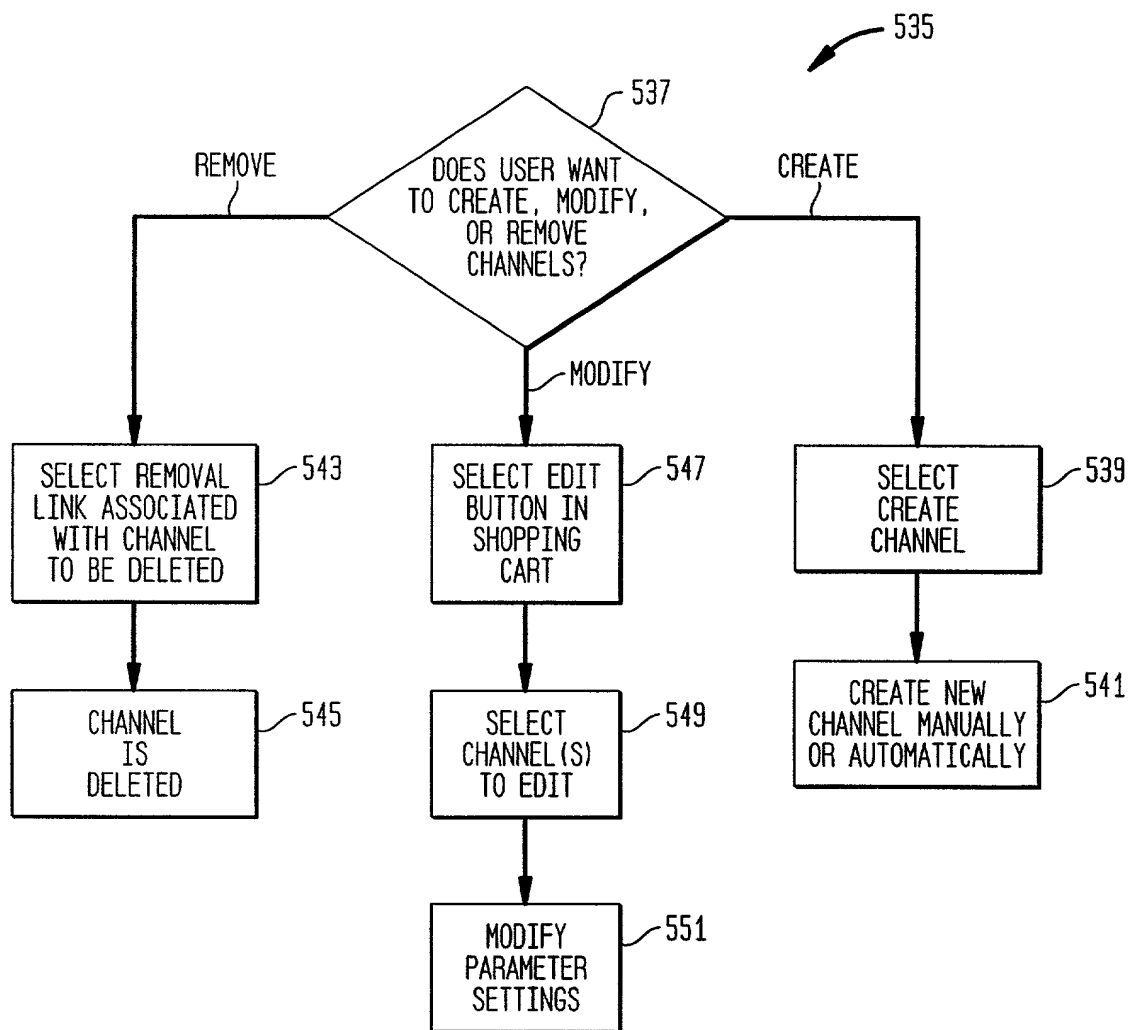 535
537
DOES USER WANT
TO CREATE, MODIFY,
OR REMOVE
CHANNELS?
REMOVE
CREATE
MODIFY
SELECT REMOVAL
LINK ASSOCIATED
WITH CHANNEL
TO BE DELETED
543
SELECT EDIT
BUTTON IN
SHOPPING
CART
547
SELECT
CREATE
CHANNEL
539
CHANNEL
IS
DELETED
545
SELECT
CHANNEL(S)
TO EDIT
549
CREATE NEW
CHANNEL MANUALLY
OR AUTOMATICALLY
541
MODIFY
PARAMETER
SETTINGS
551